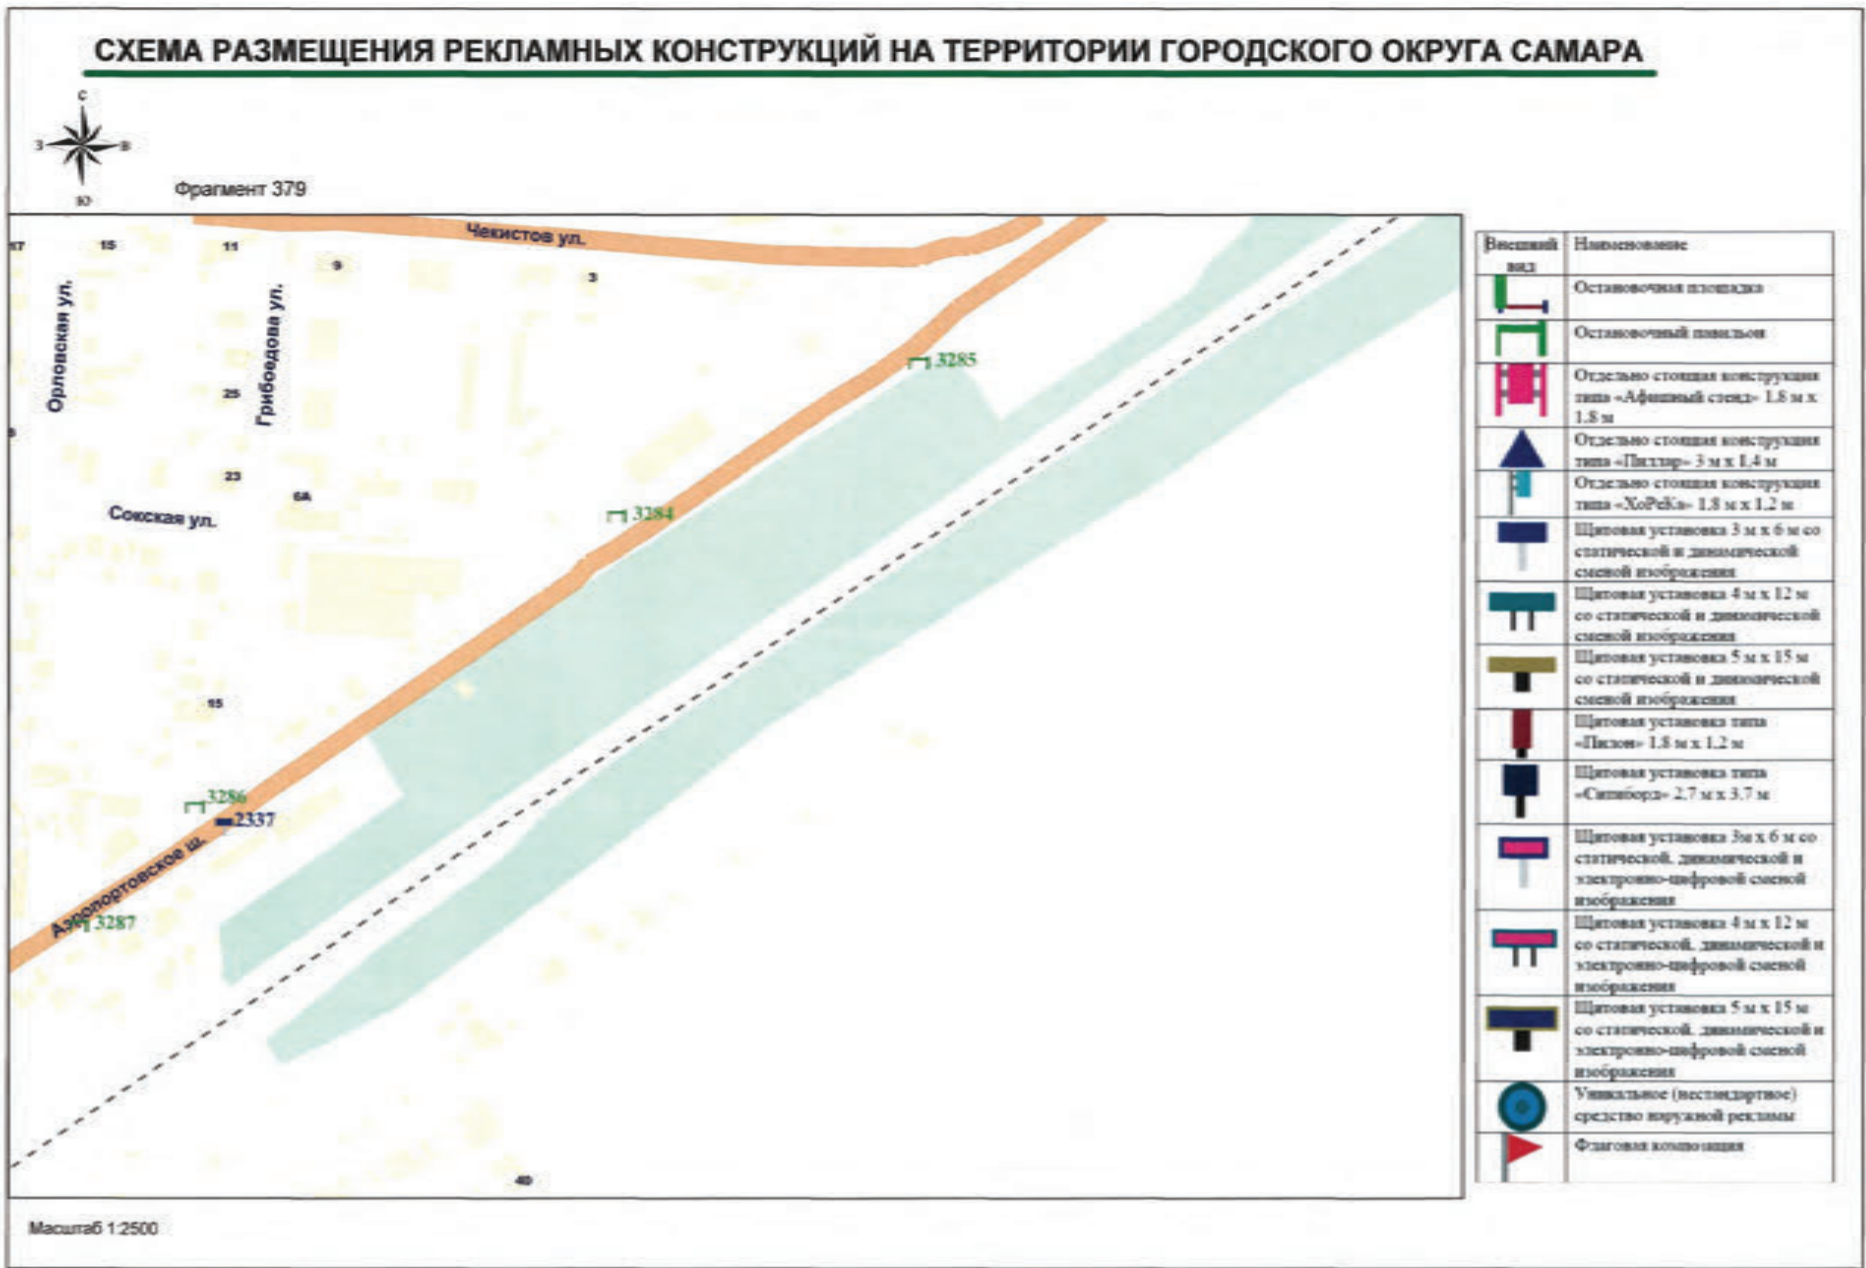 СХЕМА РАЗМЕЩЕНИЯ РЕКЛАМНЫХ КОНСТРУКЦИЙ НА ТЕРРИТОРИИ ГОРОДСКОГО ОКРУГА САМАРА
С
З В
Ю
Фрагмент 379
Чекистов ул.
17 15 11
9
3
Орловская ул.
Грибоедова ул.
3285
25
23
6А
Сокская ул.
3284
15
3286
2337
Аэропортовское ш.
3287
40
Масштаб 1:2500
Внешний вид
Наименование
Остановочная площадка
Остановочный павильон
Отдельно стоящая конструкция
типа «Афишный стенд» 1.8 м х
1.8 м
Отдельно стоящая конструкция
типа «Пиллар» 3 м х 1,4 м
Отдельно стоящая конструкция
типа «ХоРеКа» 1,8 м х 1,2 м
Щитовая установка 3 м х 6 м со
статической и динамической
сменой изображения
Щитовая установка 4 м х 12 м
со статической и динамической
сменой изображения
Щитовая установка 5 м х 15 м
со статической и динамической
сменой изображения
Щитовая установка типа
«Пилон» 1.8 м х 1.2 м
Щитовая установка типа
«Ситиборд» 2,7 м х 3.7 м
Щитовая установка 3м х 6 м со
статической, динамической и
электронно-цифровой сменой
изображения
Щитовая установка 4 м х 12 м
со статической, динамической и
электронно-цифровой сменой
изображения
Щитовая установка 5 м х 15 м
со статической, динамической и
электронно-цифровой сменой
изображения
Уникальное (нестандартное)
средство наружной рекламы
Флаговая композиция